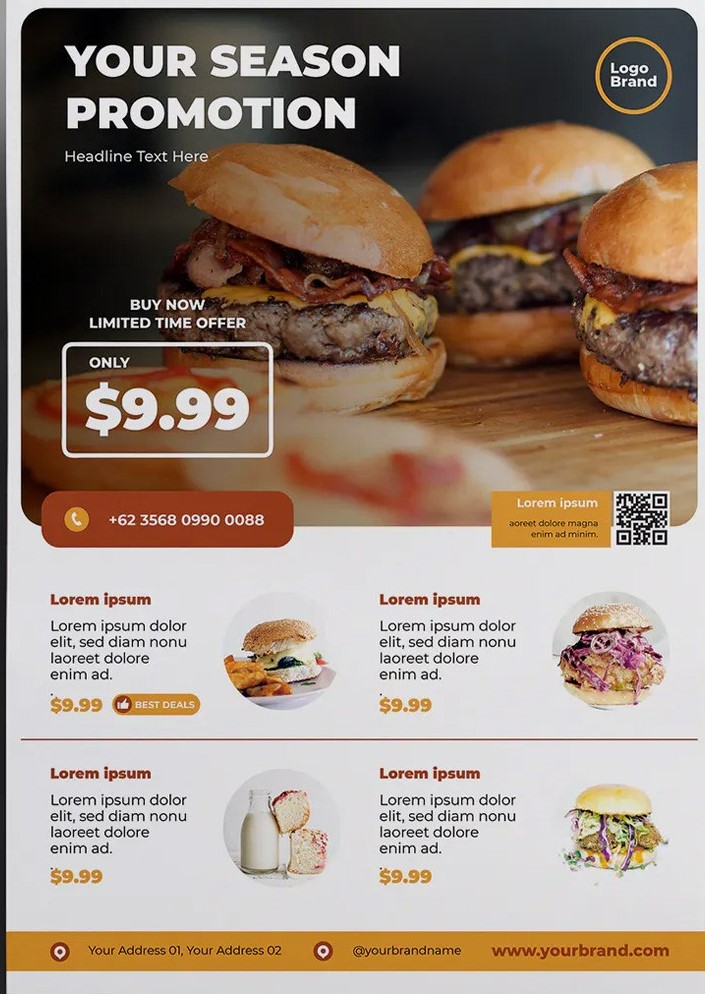 YOUR SEASON
PROMOTION
Headline Text Here
Logo
Brand
BUY NOW
LIMITED TIME OFFER
ONLY
$9.99
+62 3568 0990 0088
Lorem ipsum
aoreet dolore magna
enim ad minim.
Lorem ipsum
Lorem ipsum dolor
elit, sed diam nonu
laoreet dolore
enim ad.
.
$9.99
BEST DEALS
Lorem ipsum
Lorem ipsum dolor
elit, sed diam nonu
laoreet dolore
enim ad.
.
$9.99
Lorem ipsum
Lorem ipsum dolor
elit, sed diam nonu
laoreet dolore
enim ad.
.
$9.99
Lorem ipsum
Lorem ipsum dolor
elit, sed diam nonu
laoreet dolore
enim ad.
.
$9.99
Your Address 01, Your Address 02
@yourbrandname
www.yourbrand.com